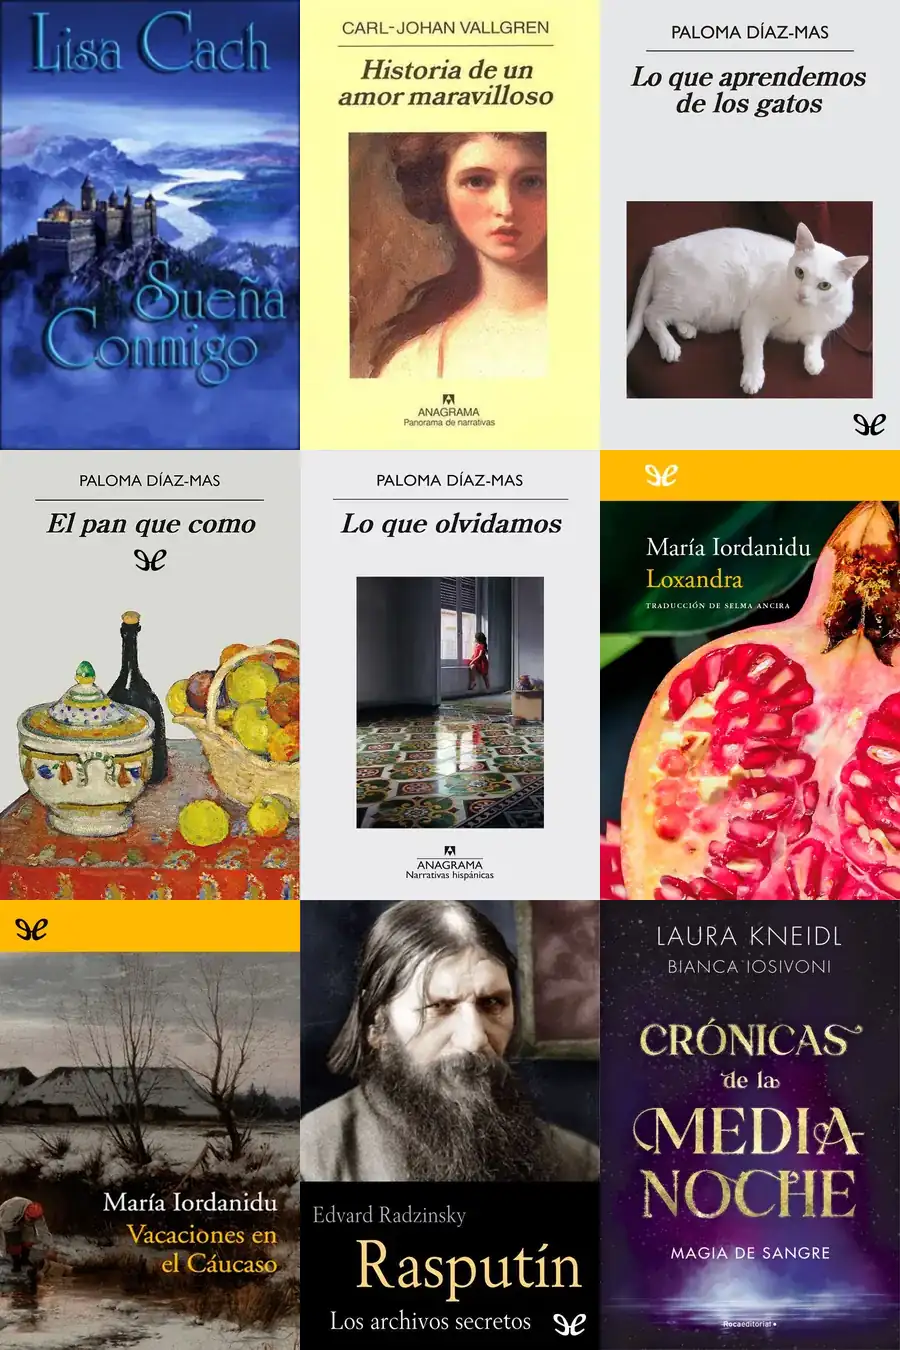 Lisa Cach
Sueña
Conmigo
CARL-JOHAN VALLGREN
Historia de un
amor maravilloso
ANAGRAMA
Panorama de narrativas
PALOMA DÍAZ-MAS
Lo que aprendemos
de los gatos
PALOMA DÍAZ-MAS
El pan que como
PALOMA DÍAZ-MAS
Lo que olvidamos
ANAGRAMA
Narrativas hispánicas
María Iordanidu
Loxandra
TRADUCCIÓN DE SELMA ANCIRA
María Iordanidu
Vacaciones en
el Cáucaso
Edvard Radzinsky
Rasputín
Los archivos secretos
LAURA KNEIDL
BIANCA IOSIVONI
CRÓNICAS
de la
MEDIA
NOCHE
MAGIA DE SANGRE
Rocaeditorial